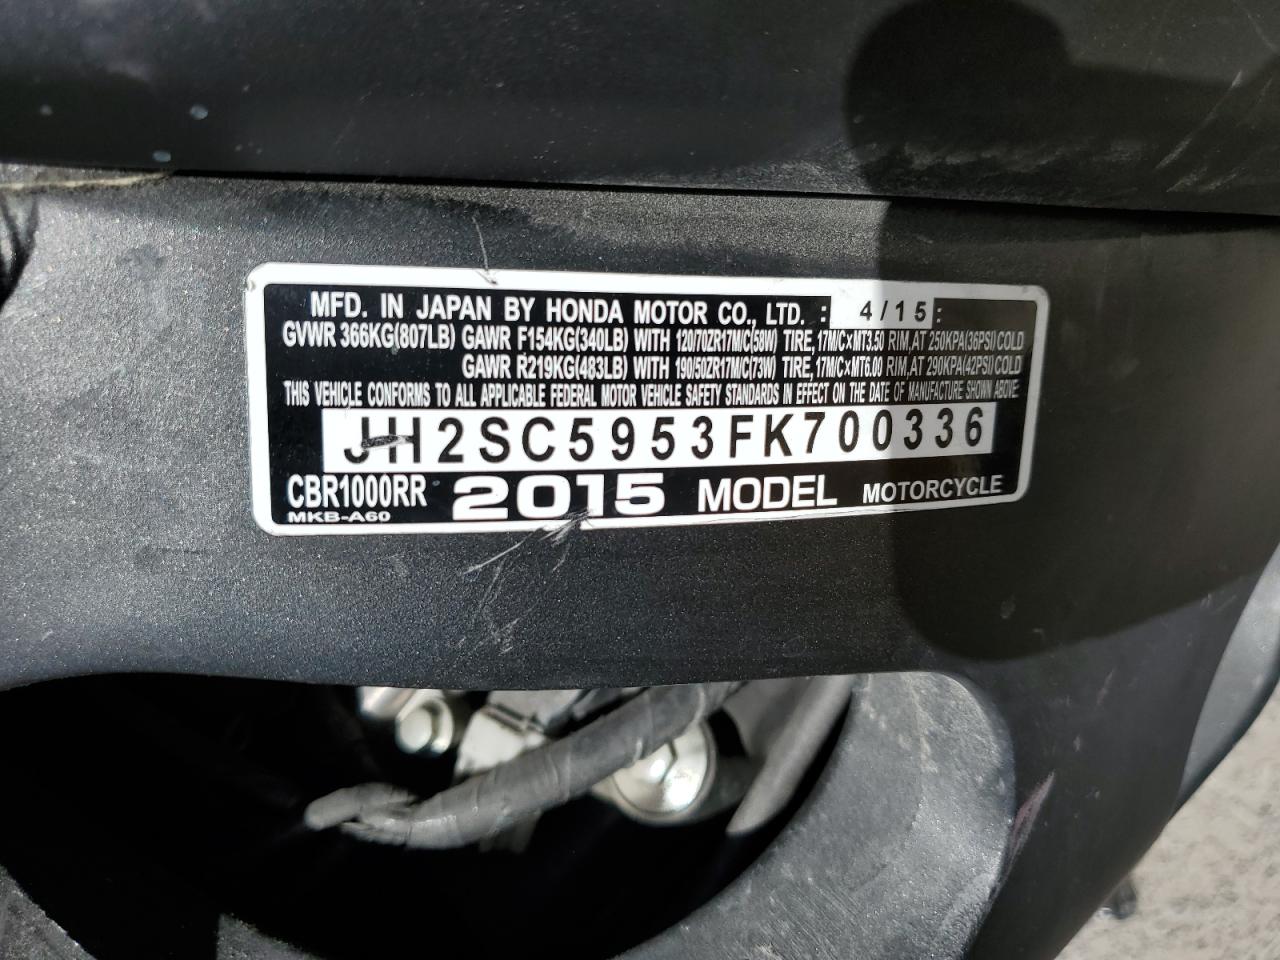 MFD. IN JAPAN BY HONDA MOTOR CO., LTD. : 4/15 :
GVWR 366KG(807LB) GAWR F154KG(340LB) WITH 120/70ZR17M/C(58W) TIRE, 17M/C×MT3.50 RIM, AT 250KPA(36PSI)COLD
GAWR R219KG(483LB) WITH 190/50ZR17M/C(73W) TIRE, 17M/C×MT6.00 RIM, AT 290KPA(42PSI)COLD
THIS VEHICLE CONFORMS TO ALL APPLICABLE FEDERAL MOTOR VEHICLE SAFETY STANDARDS IN EFFECT ON THE DATE OF MANUFACTURE SHOWN ABOVE.
JH2SC5953FK700336
CBR1000RR 2015 MODEL MOTORCYCLE
MKB-A60